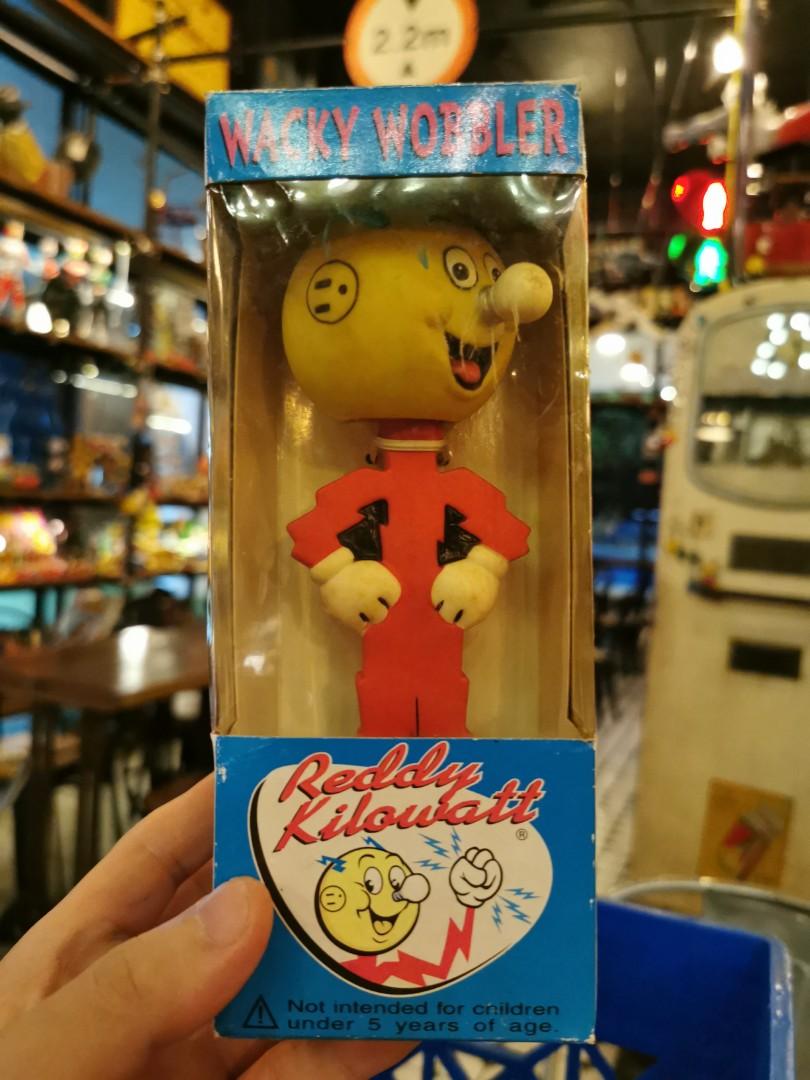 2.2m
WACKY WOBBLER
Reddy
Kilowatt
®
Not intended for children
under 5 years of age.